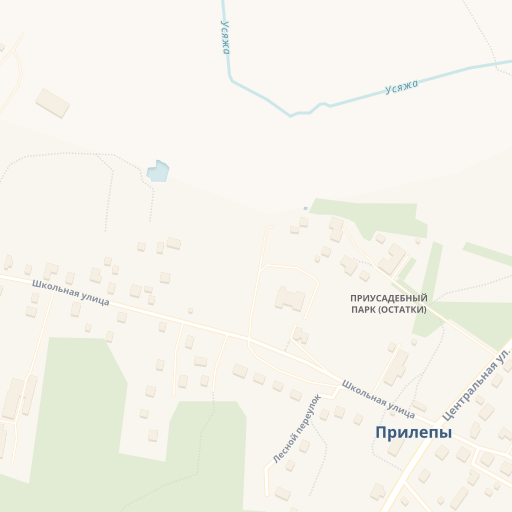 Усяжа
Усяжа
Школьная улица
ПРИУСАДЕБНЫЙ
ПАРК (ОСТАТКИ)
Центральная ул.
Школьная улица
Лесной переулок
Прилепы